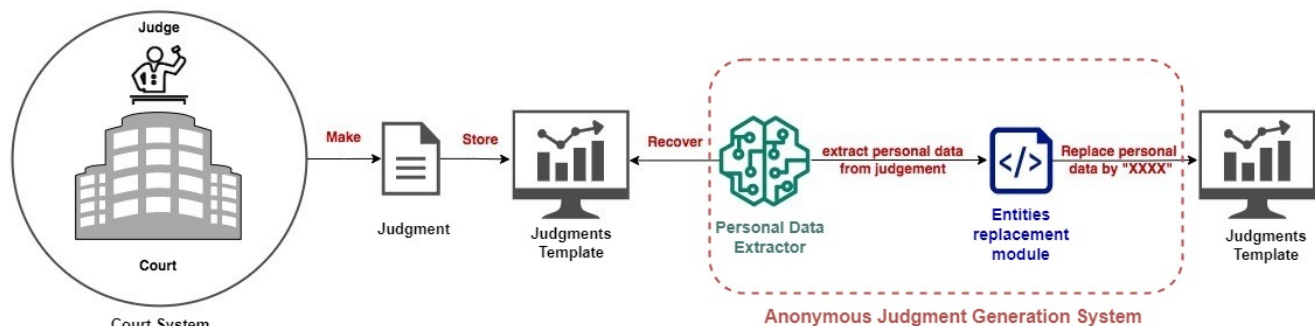 Judge
Court
Court System
Make
Judgment
Store
Judgments
Template
Recover
Personal Data
Extractor
extract personal data
from judgement
</>
Entities
replacement
module
Replace personal
data by "XXXX"
Judgments
Template
Anonymous Judgment Generation System